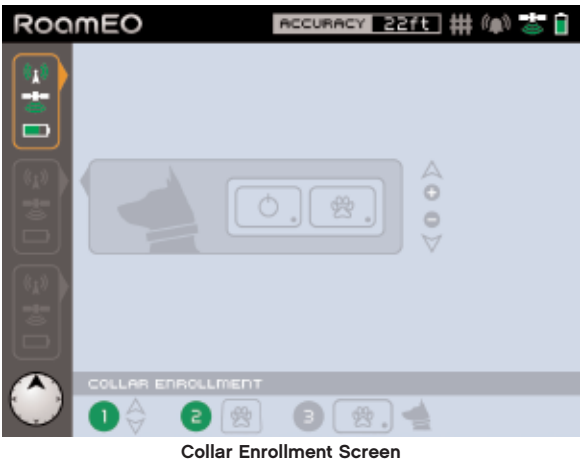 RoamEO
ACCURACY 22ft
COLLAR ENROLLMENT
1 2 3
Collar Enrollment Screen